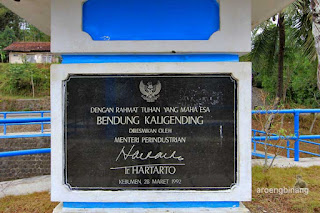 DENGAN RAHMAT TUHAN YANG MAHA ESA
BENDUNG KALIGENDING
DIRESMIKAN OLEH
MENTERI PERINDUSTRIAN
Ir HARTARTO
KEBUMEN, 28 MARET 1992
aroengbinang